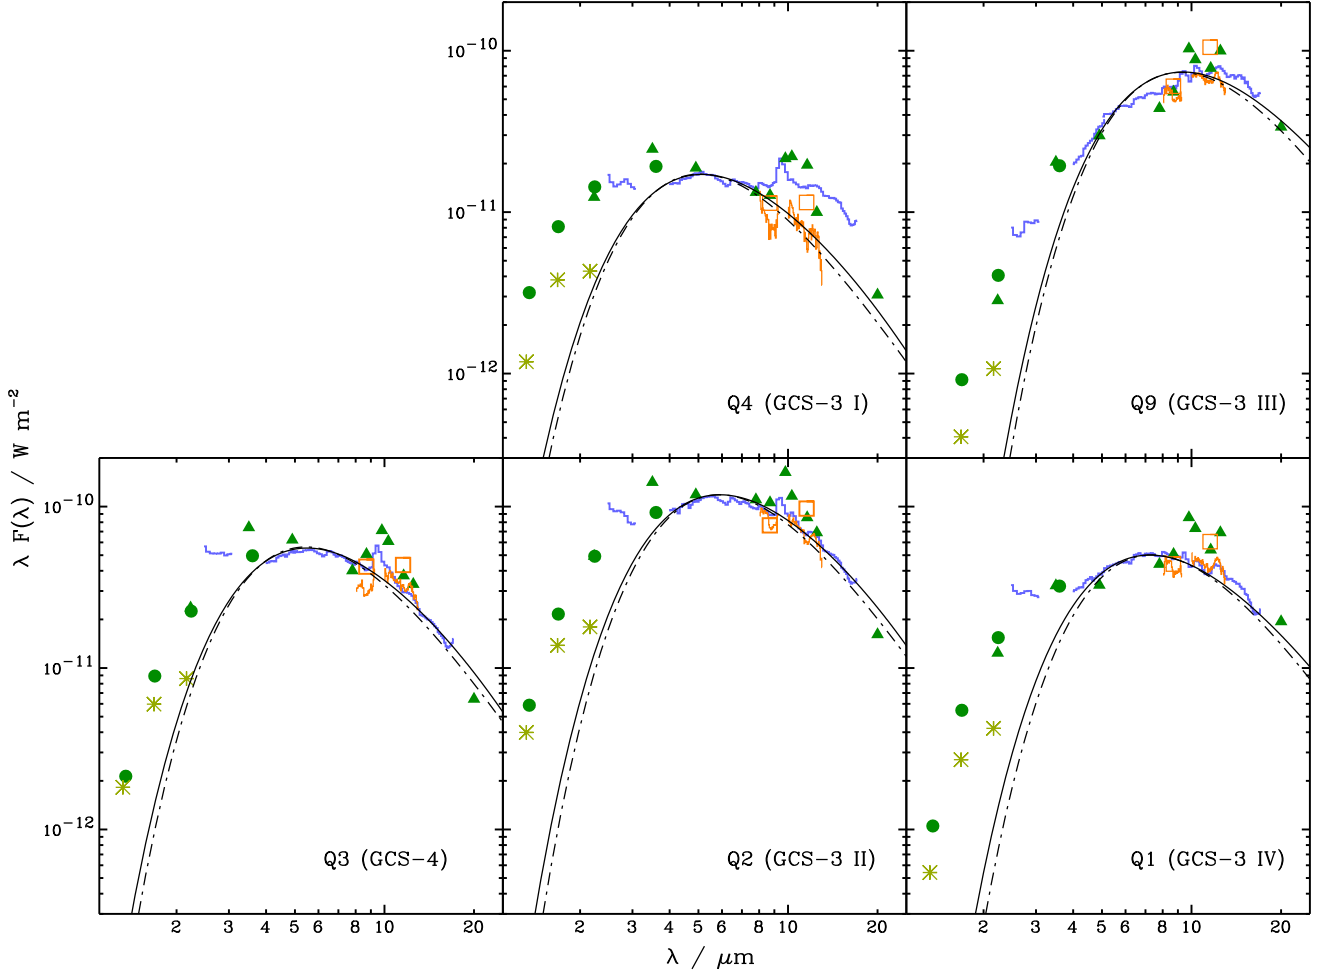 10⁻¹⁰
10⁻¹¹
10⁻¹²
Q4 (GCS−3 I)
Q9 (GCS−3 III)
λ F(λ) / W m⁻²
10⁻¹⁰
10⁻¹¹
10⁻¹²
Q3 (GCS−4)
Q2 (GCS−3 II)
Q1 (GCS−3 IV)
2 3 4 5 6 8 10 20
2 3 4 5 6 8 10 20
2 3 4 5 6 8 10 20
λ / μm